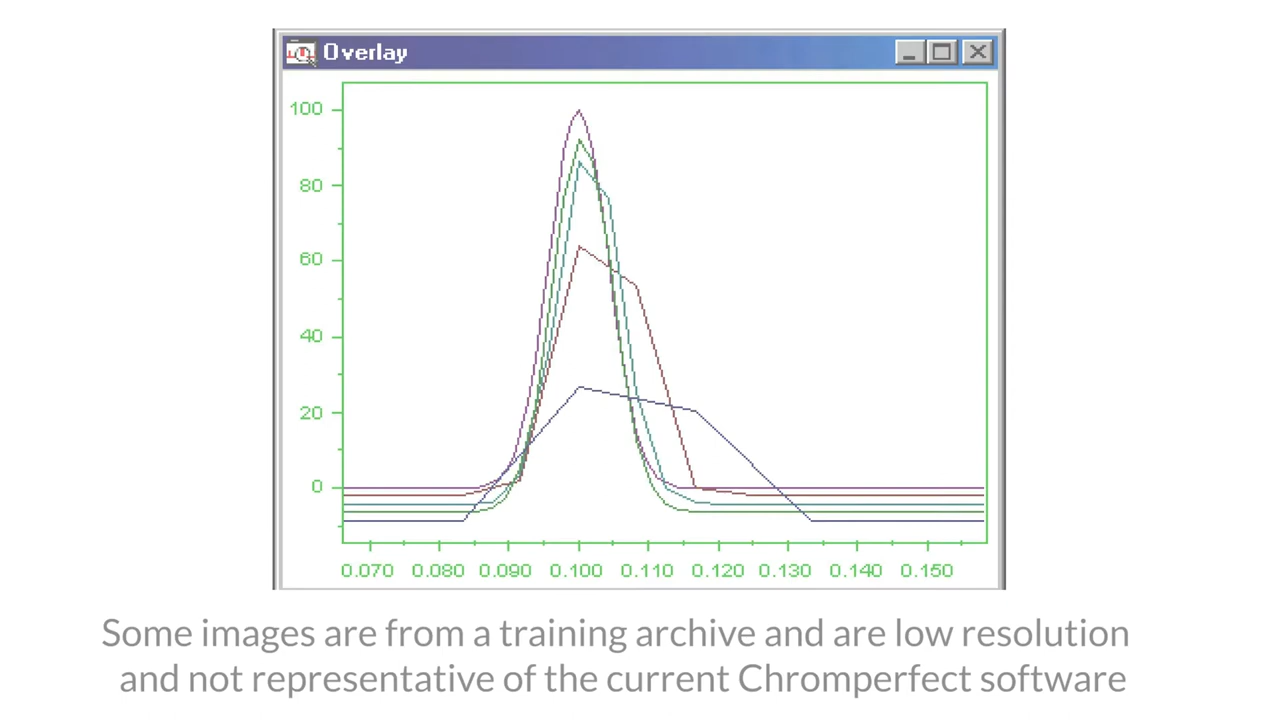 Overlay
100
80
60
40
20
0
0.070 0.080 0.090 0.100 0.110 0.120 0.130 0.140 0.150
Some images are from a training archive and are low resolution
and not representative of the current Chromperfect software